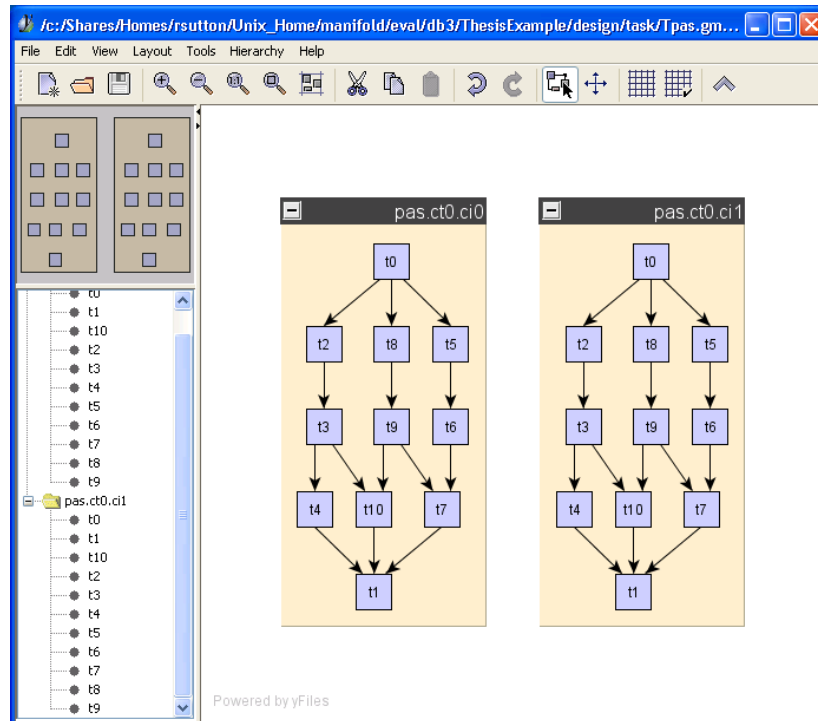 /c:/Shares/Homes/rsutton/Unix_Home/manifold/eval/db3/ThesisExample/design/task/Tpas.gm...
File Edit View Layout Tools Hierarchy Help
t0
t1
t10
t2
t3
t4
t5
t6
t7
t8
t9
pas.ct0.ci1
t0
t1
t10
t2
t3
t4
t5
t6
t7
t8
t9
pas.ct0.ci0
t0
t2 t8 t5
t3 t9 t6
t4 t10 t7
t1
pas.ct0.ci1
t0
t2 t8 t5
t3 t9 t6
t4 t10 t7
t1
Powered by yFiles